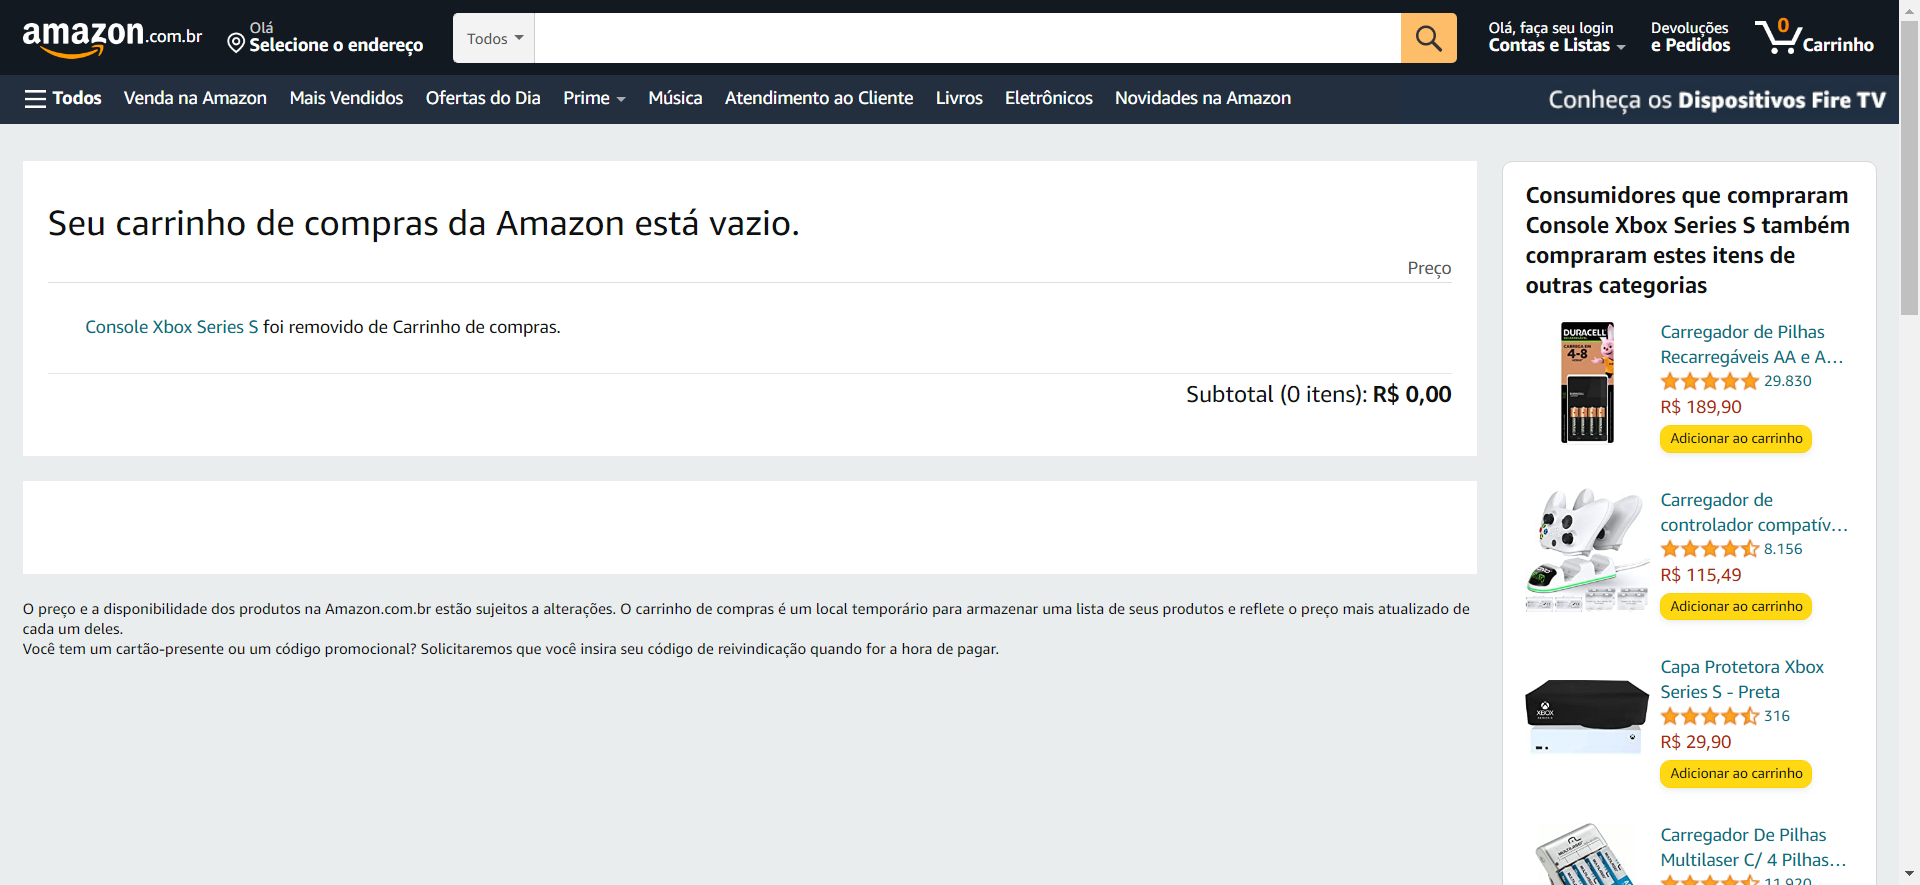 amazon.com.br
Olá
Selecione o endereço
Todos
Olá, faça seu login
Contas e Listas
Devoluções
e Pedidos
0
Carrinho
Todos
Venda na Amazon
Mais Vendidos
Ofertas do Dia
Prime
Música
Atendimento ao Cliente
Livros
Eletrônicos
Novidades na Amazon
Conheça os Dispositivos Fire TV
Seu carrinho de compras da Amazon está vazio.
Preço
Console Xbox Series S foi removido de Carrinho de compras.
Subtotal (0 itens): R$ 0,00
O preço e a disponibilidade dos produtos na Amazon.com.br estão sujeitos a alterações. O carrinho de compras é um local temporário para armazenar uma lista de seus produtos e reflete o preço mais atualizado de
cada um deles.
Você tem um cartão-presente ou um código promocional? Solicitaremos que você insira seu código de reivindicação quando for a hora de pagar.
Consumidores que compraram
Console Xbox Series S também
compraram estes itens de
outras categorias
DURACELL
4-8
Carregador de Pilhas
Recarregáveis AA e A...
29.830
R$ 189,90
Adicionar ao carrinho
Carregador de
controlador compatív...
8.156
R$ 115,49
Adicionar ao carrinho
XBOX
Capa Protetora Xbox
Series S - Preta
316
R$ 29,90
Adicionar ao carrinho
Carregador De Pilhas
Multilaser C/ 4 Pilhas...
11.920